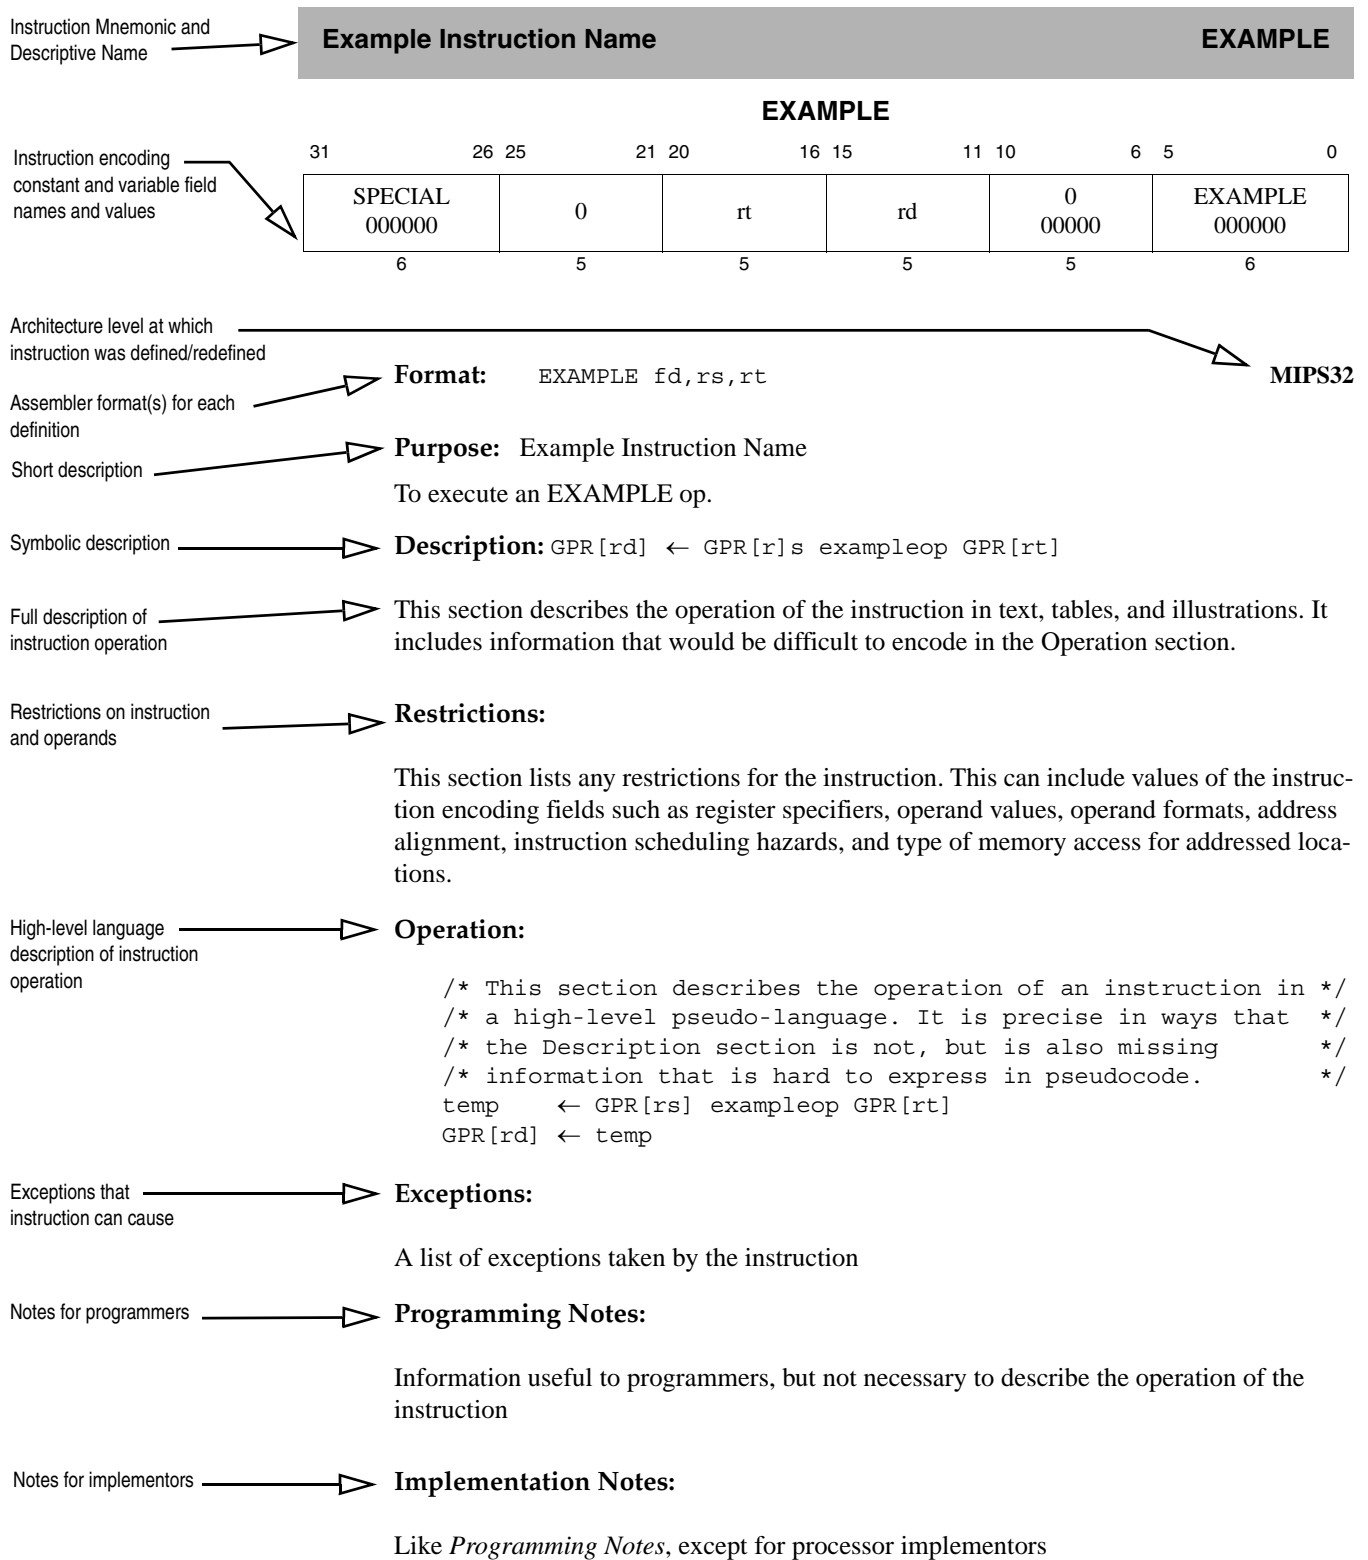 Instruction Mnemonic and
Descriptive Name
Example Instruction Name EXAMPLE
EXAMPLE
31 26 25 21 20 16 15 11 10 6 5 0
Instruction encoding
constant and variable field
names and values
SPECIAL
000000
0
rt
rd
0
00000
EXAMPLE
000000
6 5 5 5 5 6
Architecture level at which
instruction was defined/redefined
Format: EXAMPLE fd,rs,rt MIPS32
Assembler format(s) for each
definition
Purpose: Example Instruction Name
Short description
To execute an EXAMPLE op.
Symbolic description
Description: GPR[rd] ← GPR[r]s exampleop GPR[rt]
Full description of
instruction operation
This section describes the operation of the instruction in text, tables, and illustrations. It
includes information that would be difficult to encode in the Operation section.
Restrictions on instruction
and operands
Restrictions:
This section lists any restrictions for the instruction. This can include values of the instruc-
tion encoding fields such as register specifiers, operand values, operand formats, address
alignment, instruction scheduling hazards, and type of memory access for addressed loca-
tions.
High-level language
description of instruction
operation
Operation:
/* This section describes the operation of an instruction in */
/* a high-level pseudo-language. It is precise in ways that */
/* the Description section is not, but is also missing */
/* information that is hard to express in pseudocode. */
temp ← GPR[rs] exampleop GPR[rt]
GPR[rd] ← temp
Exceptions that
instruction can cause
Exceptions:
A list of exceptions taken by the instruction
Notes for programmers
Programming Notes:
Information useful to programmers, but not necessary to describe the operation of the
instruction
Notes for implementors
Implementation Notes:
Like Programming Notes, except for processor implementors